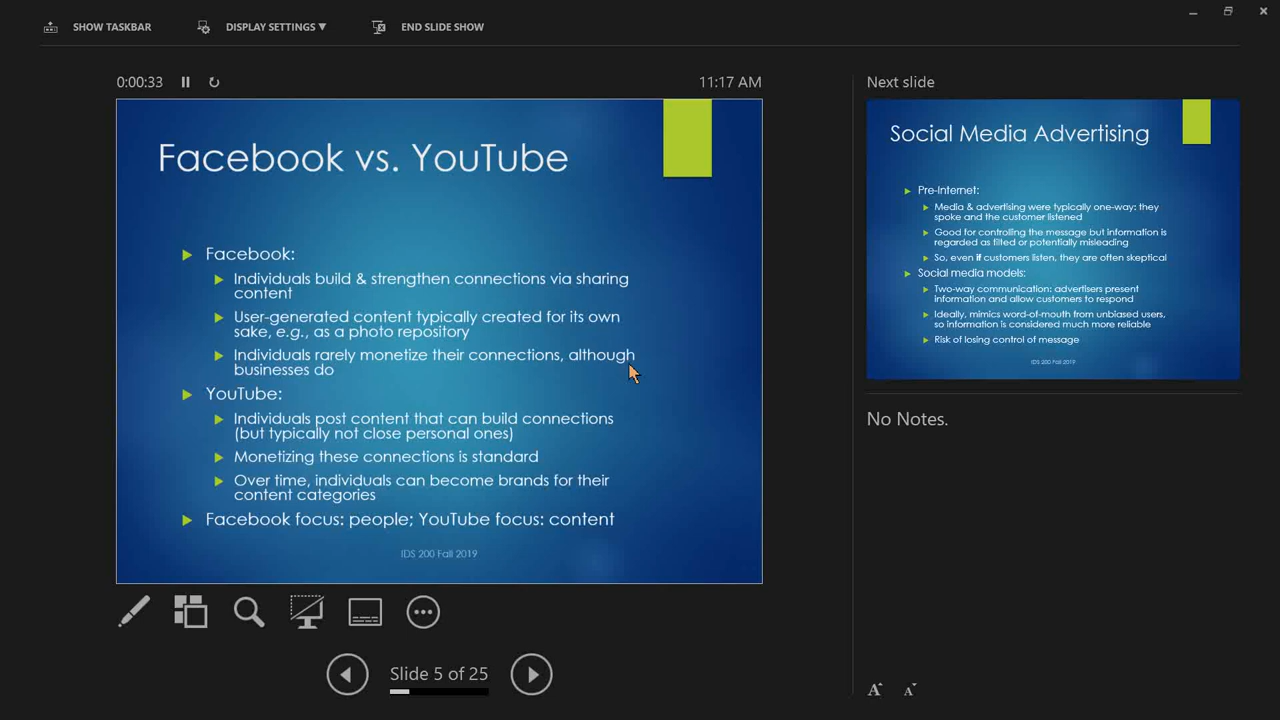 SHOW TASKBAR
DISPLAY SETTINGS ▼
END SLIDE SHOW
0:00:33
11:17 AM
Facebook vs. YouTube
Facebook:
Individuals build & strengthen connections via sharing
content
User-generated content typically created for its own
sake, e.g., as a photo repository
Individuals rarely monetize their connections, although
businesses do
YouTube:
Individuals post content that can build connections
(but typically not close personal ones)
Monetizing these connections is standard
Over time, individuals can become brands for their
content categories
Facebook focus: people; YouTube focus: content
IDS 200 Fall 2019
Slide 5 of 25
Next slide
Social Media Advertising
Pre-Internet:
Media & advertising were typically one-way: they
spoke and the customer listened
Good for controlling the message but information is
regarded as tilted or potentially misleading
So, even if customers listen, they are often skeptical
Social media models:
Two-way communication: advertisers present
information and allow customers to respond
Ideally, mimics word-of-mouth from unbiased users,
so information is considered much more reliable
Risk of losing control of message
IDS 200 Fall 2019
No Notes.
A A